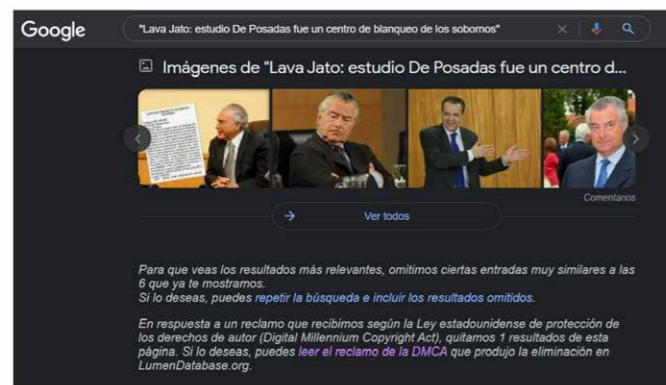 Google
"Lava Jato: estudio De Posadas fue un centro de blanqueo de los sobornos"
Imágenes de "Lava Jato: estudio De Posadas fue un centro d...
Comentarios
Ver todos
Para que veas los resultados más relevantes, omitimos ciertas entradas muy similares a las
6 que ya te mostramos.
Si lo deseas, puedes repetir la búsqueda e incluir los resultados omitidos.
En respuesta a un reclamo que recibimos según la Ley estadounidense de protección de
los derechos de autor (Digital Millennium Copyright Act), quitamos 1 resultados de esta
página. Si lo deseas, puedes leer el reclamo de la DMCA que produjo la eliminación en
LumenDatabase.org.